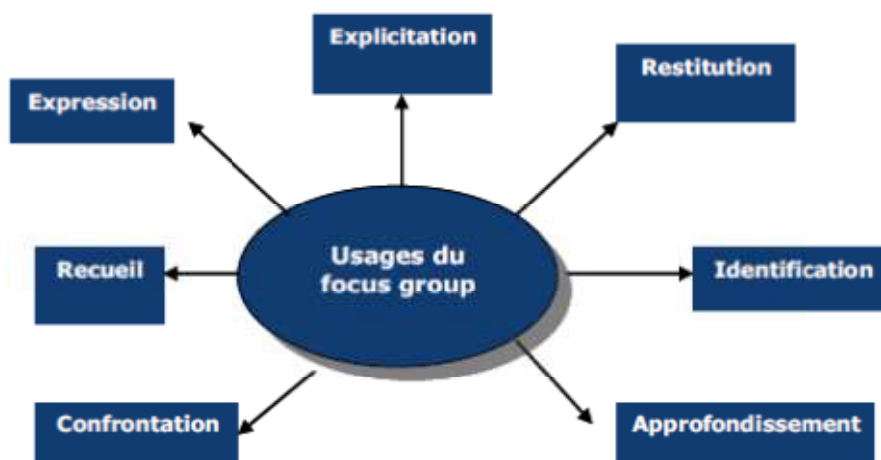 Explicitation
Restitution
Expression
Usages du
focus group
Recueil
Identification
Confrontation
Approfondissement